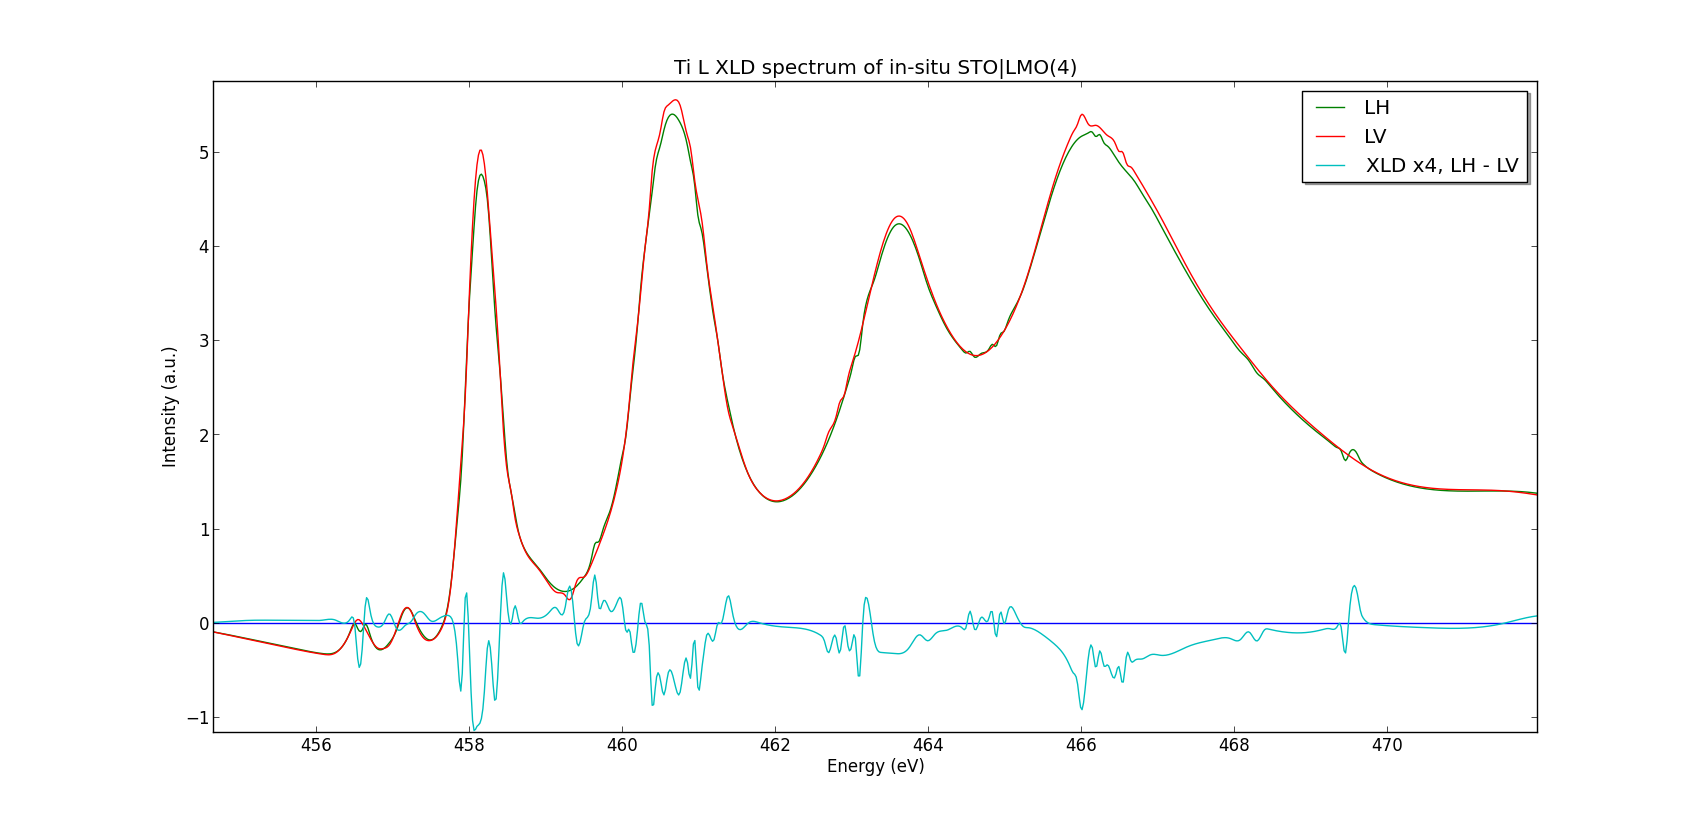 Ti L XLD spectrum of in-situ STO|LMO(4)
LH
LV
XLD x4, LH - LV
Intensity (a.u.)
5
4
3
2
1
0
−1
456 458 460 462 464 466 468 470
Energy (eV)